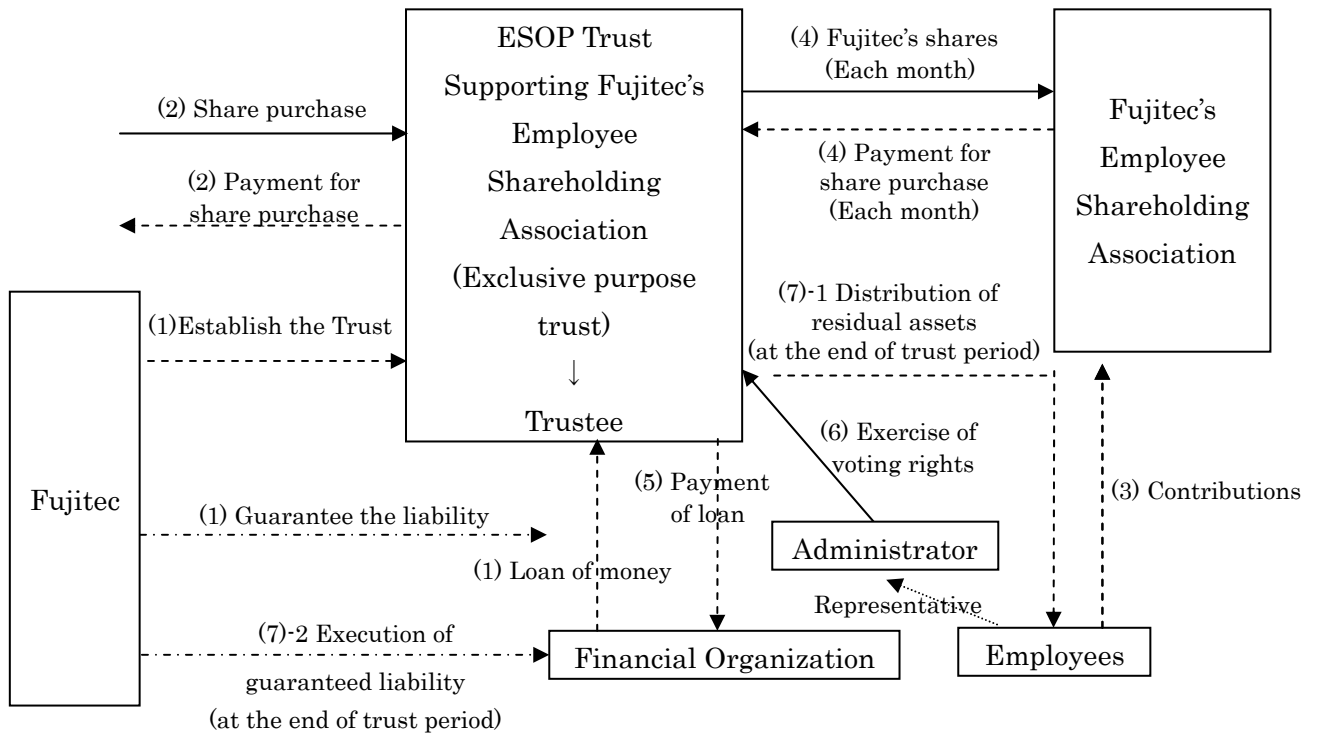 ESOP Trust
Supporting Fujitec’s
Employee
Shareholding
Association
(Exclusive purpose
trust)
↓
Trustee
(4) Fujitec’s shares
(Each month)
(4) Payment for
share purchase
(Each month)
Fujitec’s
Employee
Shareholding
Association
(2) Share purchase
(2) Payment for
share purchase
(1)Establish the Trust
(7)-1 Distribution of
residual assets
(at the end of trust period)
Fujitec
(6) Exercise of
voting rights
(5) Payment
of loan
(3) Contributions
(1) Guarantee the liability
(1) Loan of money
Administrator
Representative
(7)-2 Execution of
guaranteed liability
(at the end of trust period)
Financial Organization
Employees